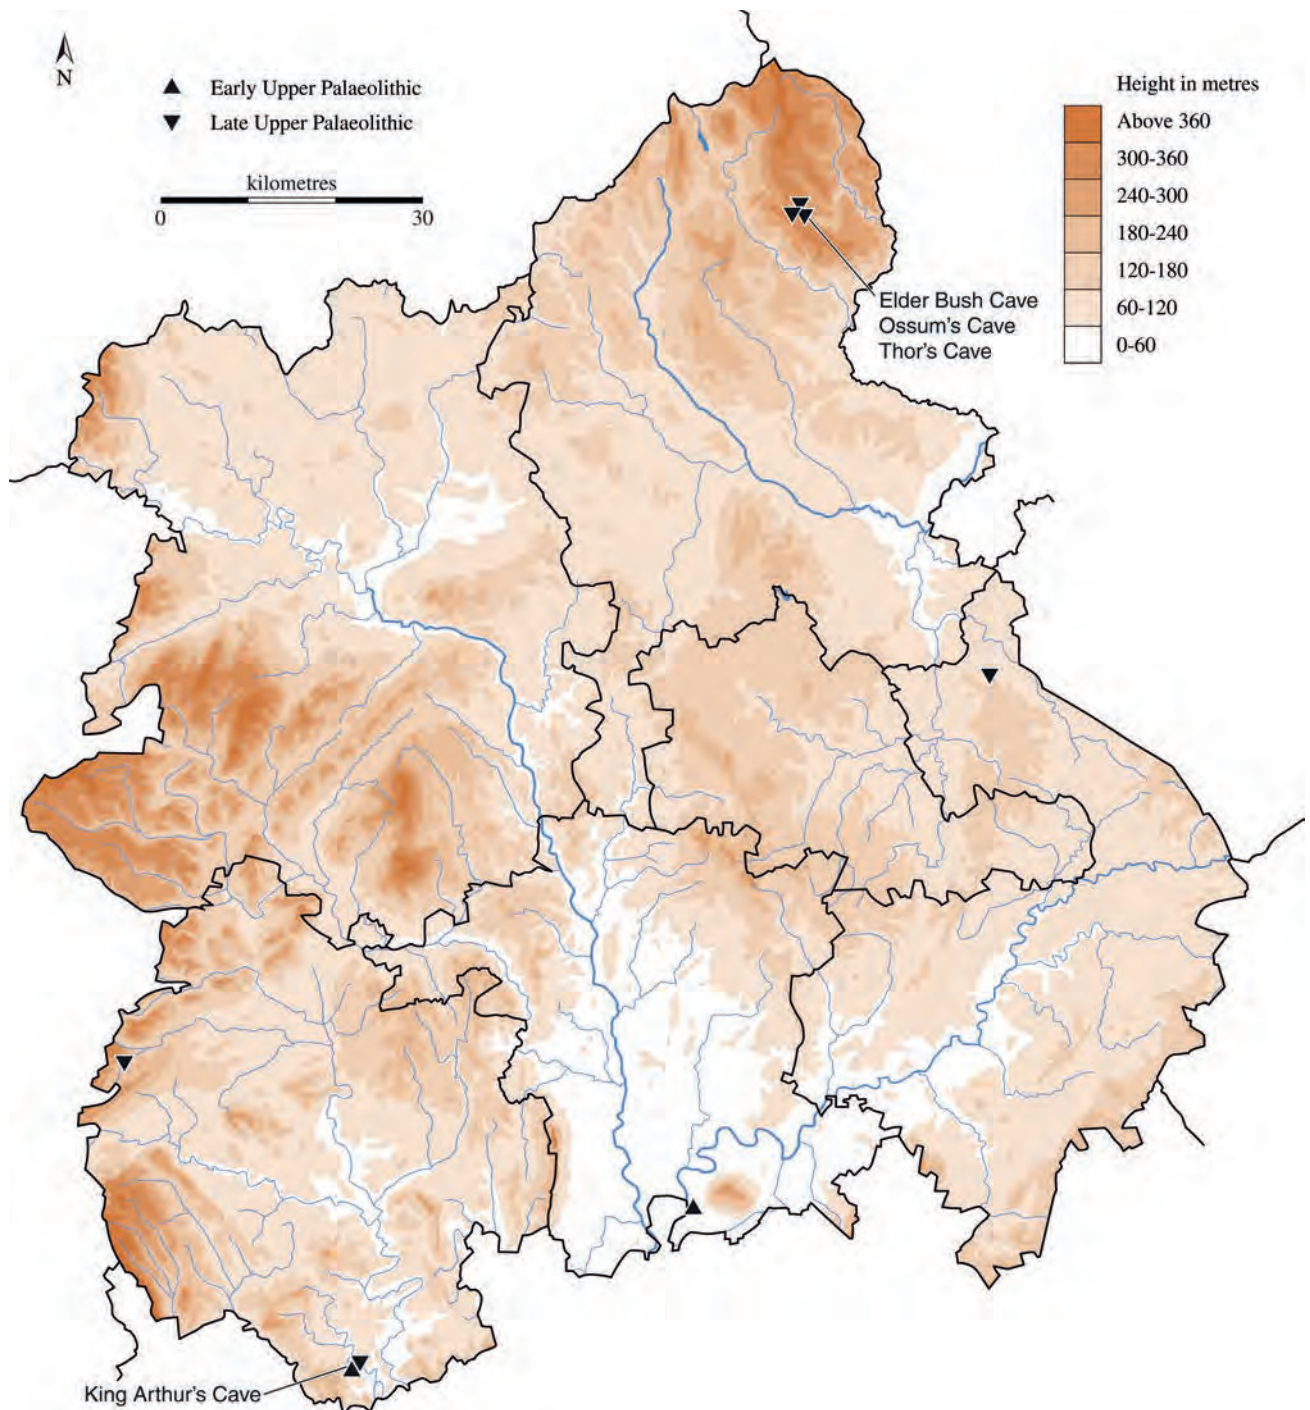 N
Early Upper Palaeolithic
Late Upper Palaeolithic
kilometres
0 30
Height in metres
Above 360
300-360
240-300
180-240
120-180
60-120
0-60
Elder Bush Cave
Ossum's Cave
Thor's Cave
King Arthur's Cave